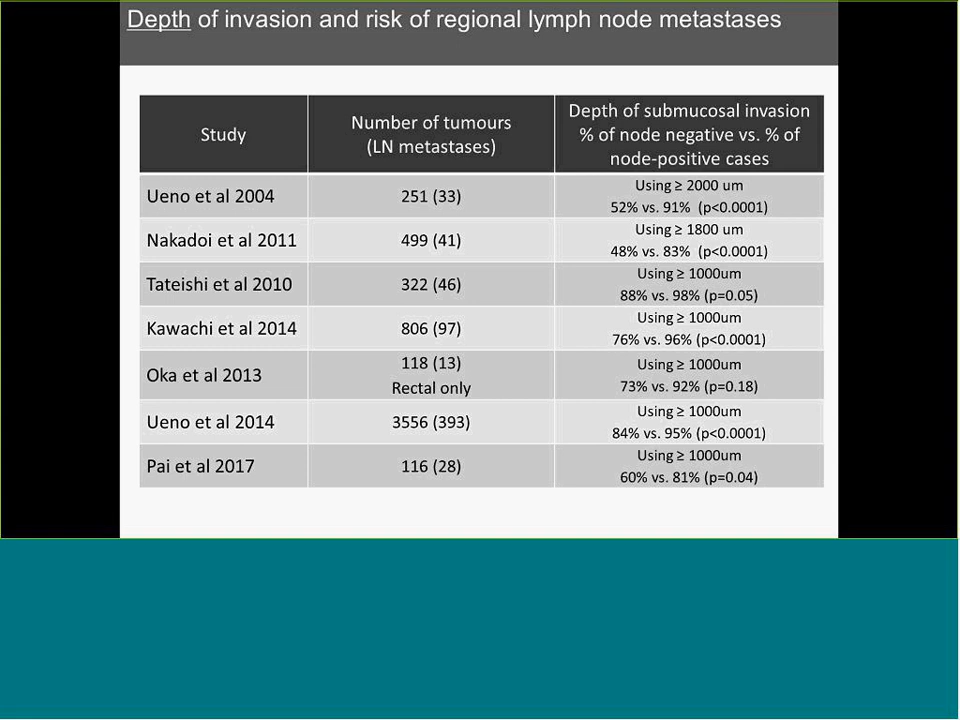 Depth of invasion and risk of regional lymph node metastases
Study
Number of tumours
(LN metastases)
Depth of submucosal invasion
% of node negative vs. % of
node-positive cases
Ueno et al 2004
251 (33)
Using ≥ 2000 um
52% vs. 91%  (p<0.0001)
Nakadoi et al 2011
499 (41)
Using ≥ 1800 um
48% vs. 83%  (p<0.0001)
Tateishi et al 2010
322 (46)
Using ≥ 1000um
88% vs. 98% (p=0.05)
Kawachi et al 2014
806 (97)
Using ≥ 1000um
76% vs. 96% (p<0.0001)
Oka et al 2013
118 (13)
Rectal only
Using ≥ 1000um
73% vs. 92% (p=0.18)
Ueno et al 2014
3556 (393)
Using ≥ 1000um
84% vs. 95% (p<0.0001)
Pai et al 2017
116 (28)
Using ≥ 1000um
60% vs. 81% (p=0.04)